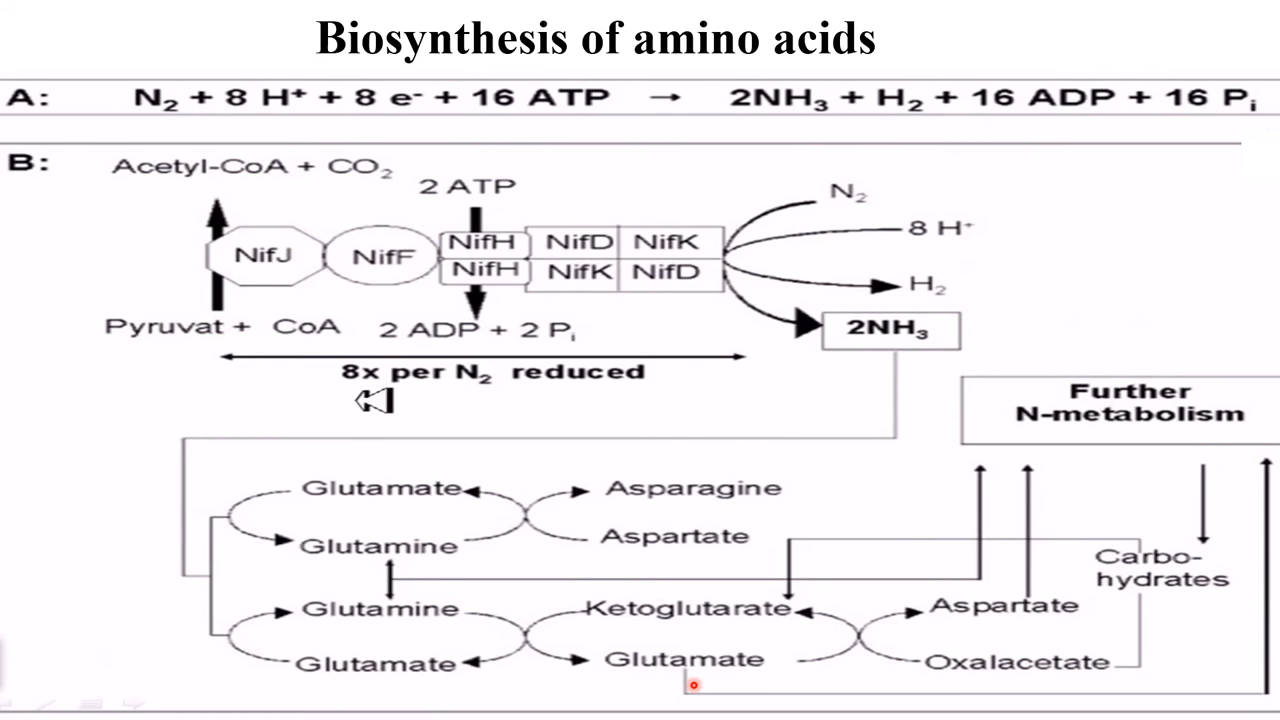 Biosynthesis of amino acids
A: N₂ + 8 H⁺ + 8 e⁻ + 16 ATP → 2NH₃ + H₂ + 16 ADP + 16 Pᵢ
B:
Acetyl-CoA + CO₂
2 ATP
N₂
8 H⁺
NifJ
NifF
NifH NifD NifK
NifH NifK NifD
H₂
Pyruvat + CoA
2 ADP + 2 Pᵢ
2NH₃
8x per N₂ reduced
Further
N-metabolism
Glutamate
Asparagine
Glutamine
Aspartate
Carbo-
hydrates
Glutamine
Ketoglutarate
Aspartate
Glutamate
Glutamate
Oxalacetate